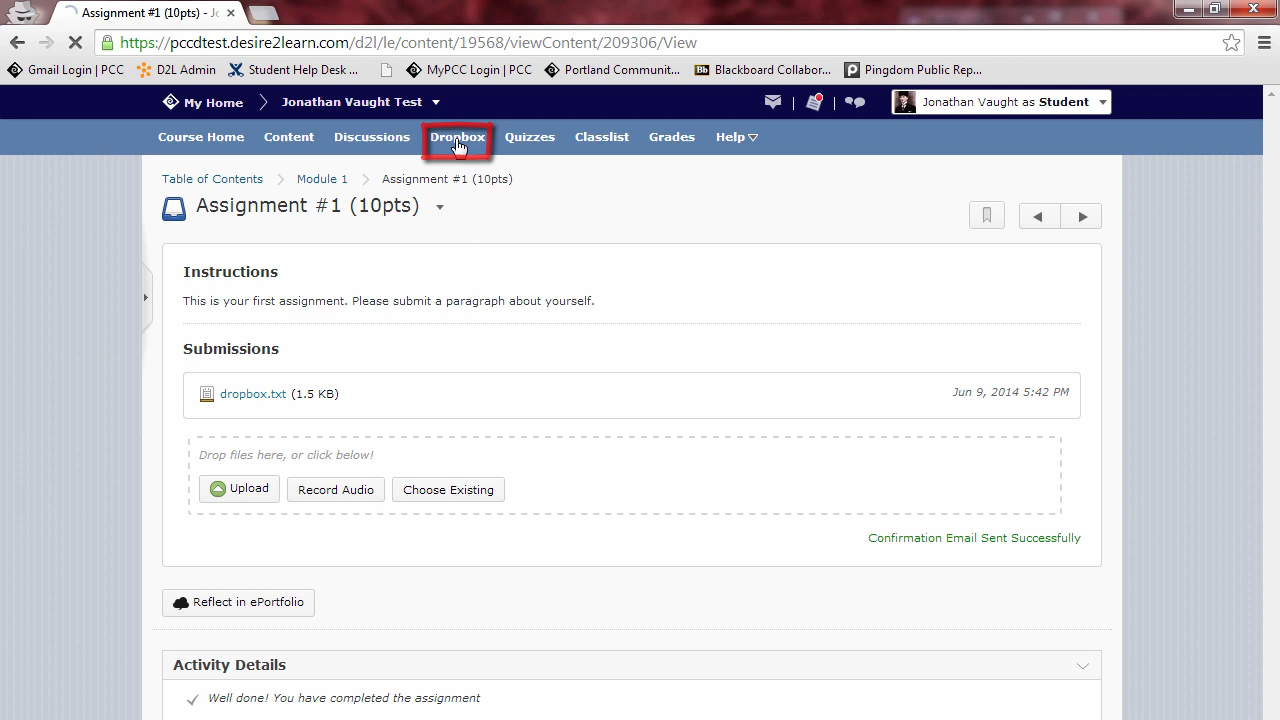 Assignment #1 (10pts) - Jo
https://pccdtest.desire2learn.com/d2l/le/content/19568/viewContent/209306/View
Gmail Login | PCC D2L Admin Student Help Desk ... MyPCC Login | PCC Portland Communit... Bb Blackboard Collabor... Pingdom Public Rep...
My Home Jonathan Vaught Test Jonathan Vaught as Student
Course Home Content Discussions Dropbox Quizzes Classlist Grades Help
Table of Contents Module 1 Assignment #1 (10pts)
Assignment #1 (10pts)
Instructions
This is your first assignment. Please submit a paragraph about yourself.
Submissions
dropbox.txt (1.5 KB) Jun 9, 2014 5:42 PM
Drop files here, or click below!
Upload Record Audio Choose Existing
Confirmation Email Sent Successfully
Reflect in ePortfolio
Activity Details
Well done! You have completed the assignment